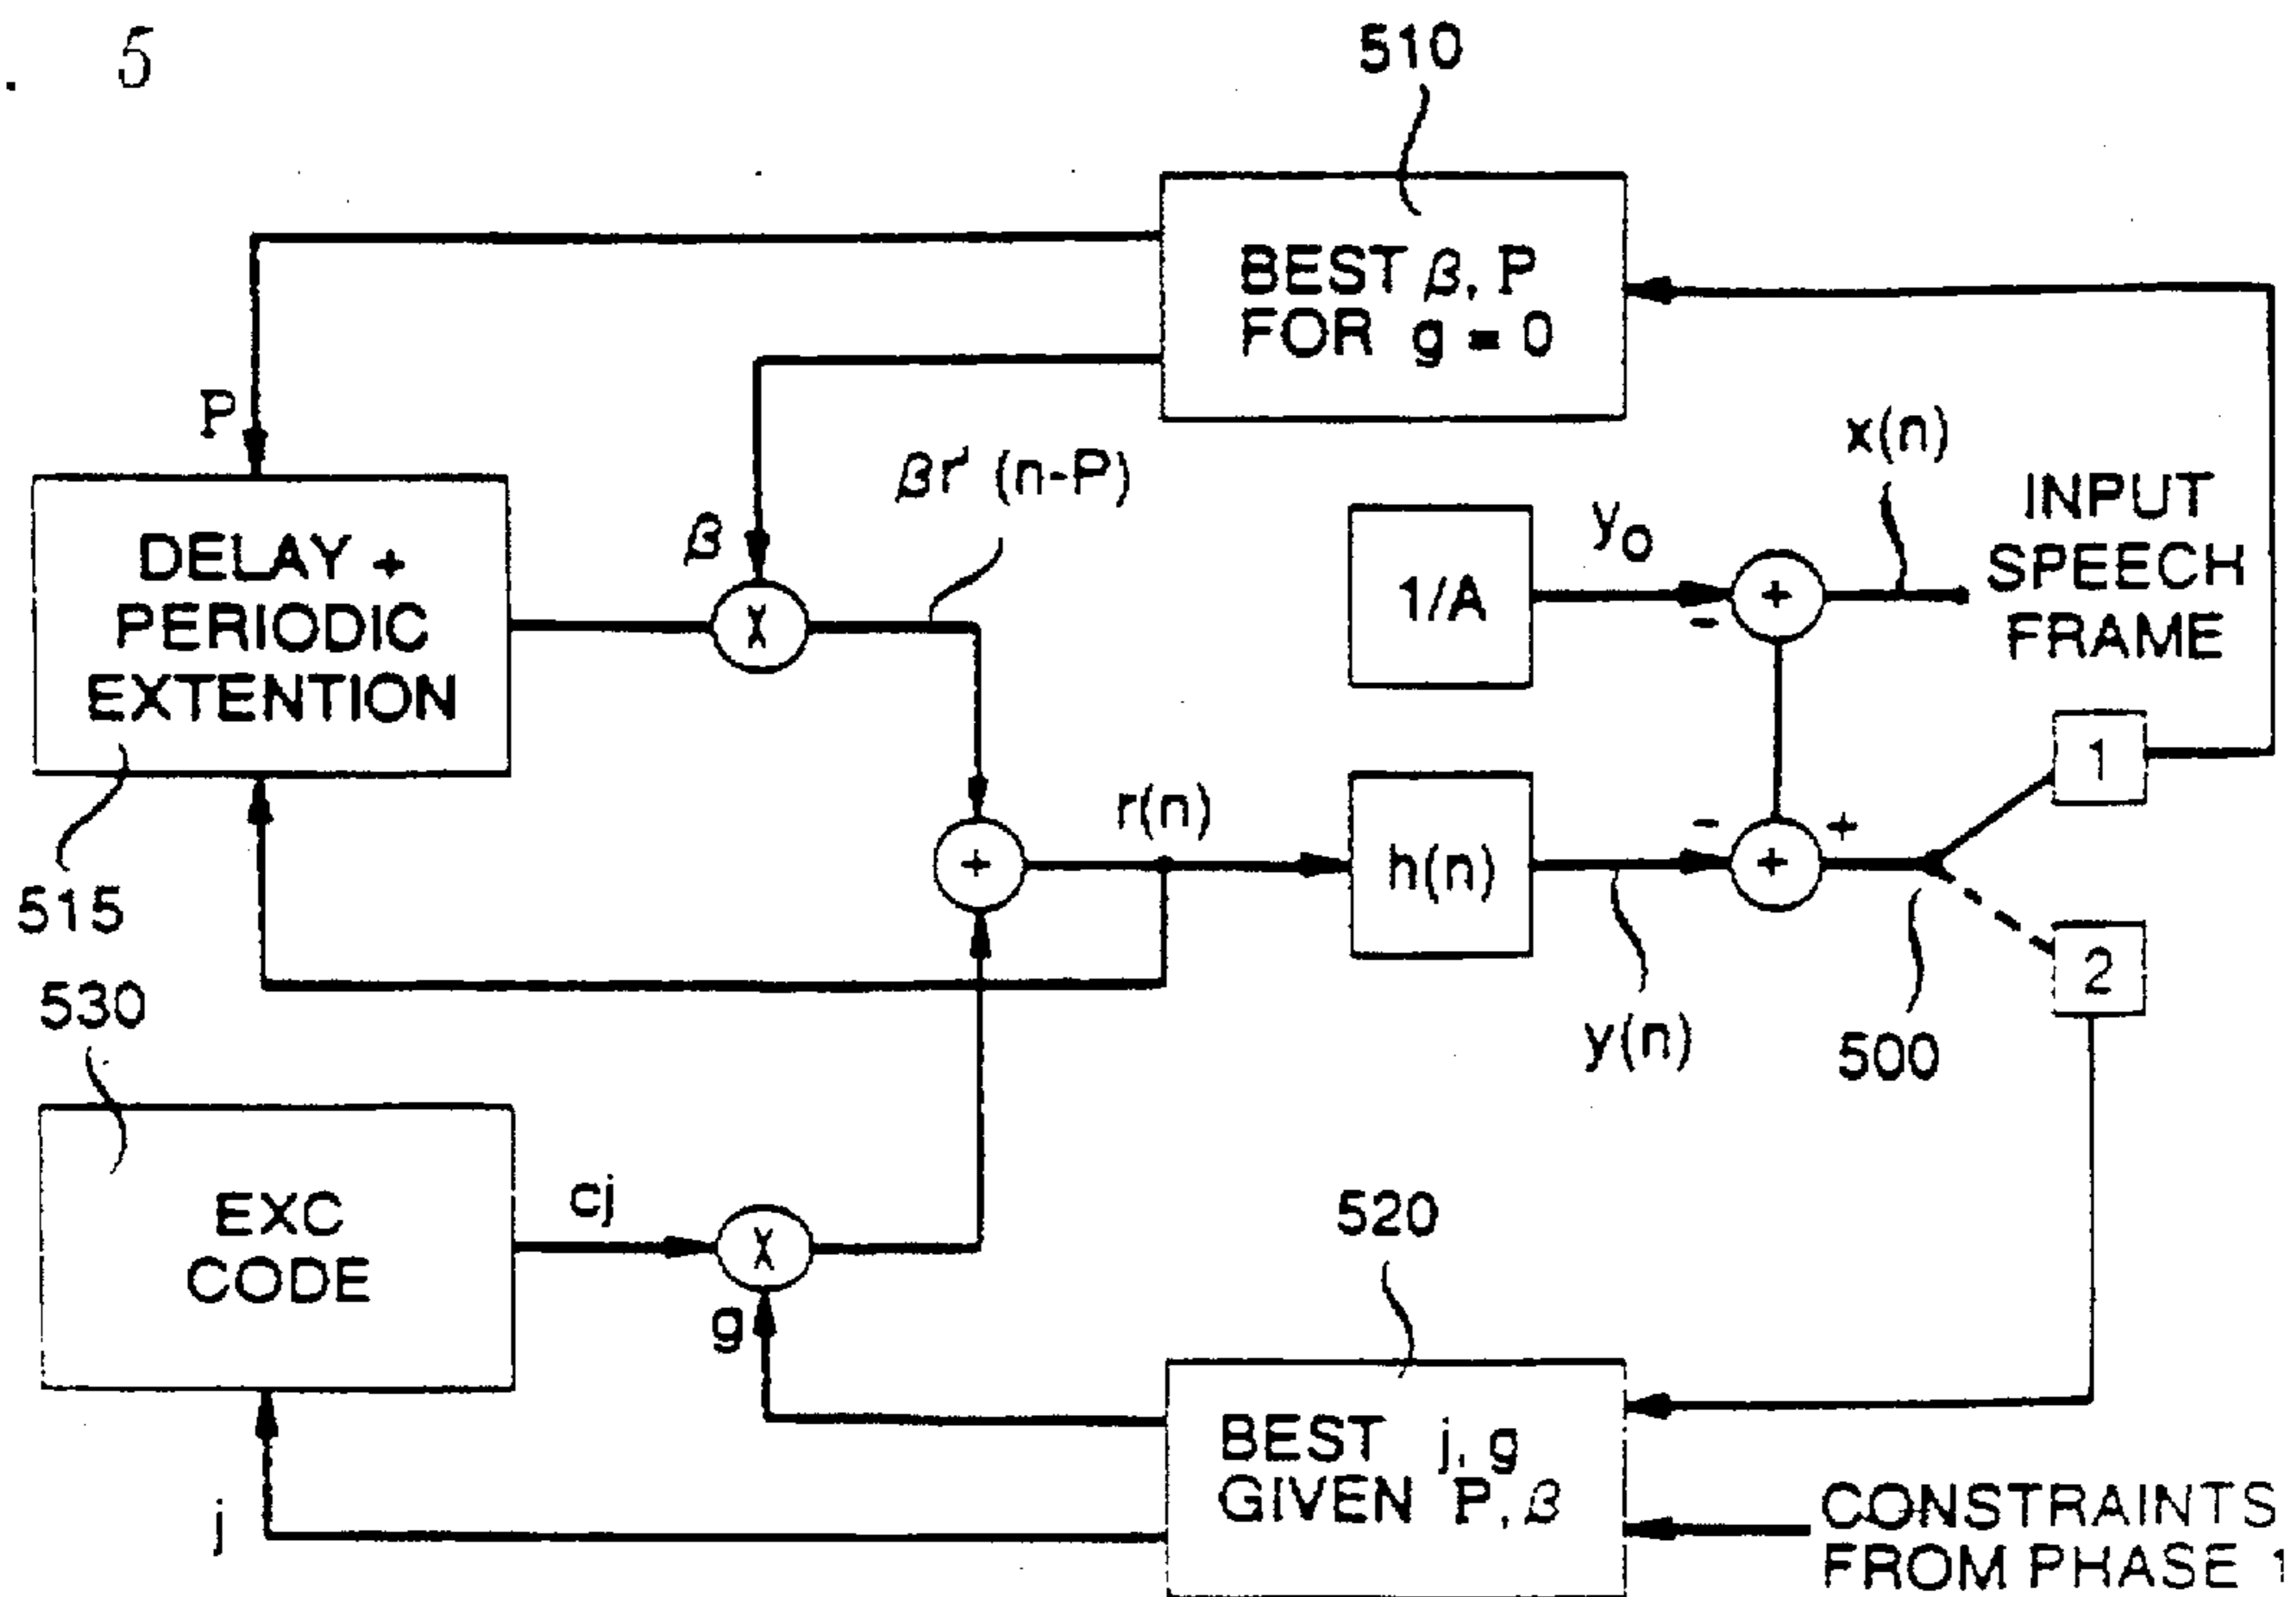 . 5
510
BEST β, P
FOR g = 0
P
βr' (n-P)
x(n)
INPUT
SPEECH
FRAME
β
DELAY +
PERIODIC
EXTENTION
X
1/A
yo
-
+
1
r(n)
-
+
+
h(n)
+
515
530
y(n)
500
2
EXC
CODE
cj
X
g
520
BEST j, g
GIVEN P, β
j
CONSTRAINTS
FROM PHASE 1